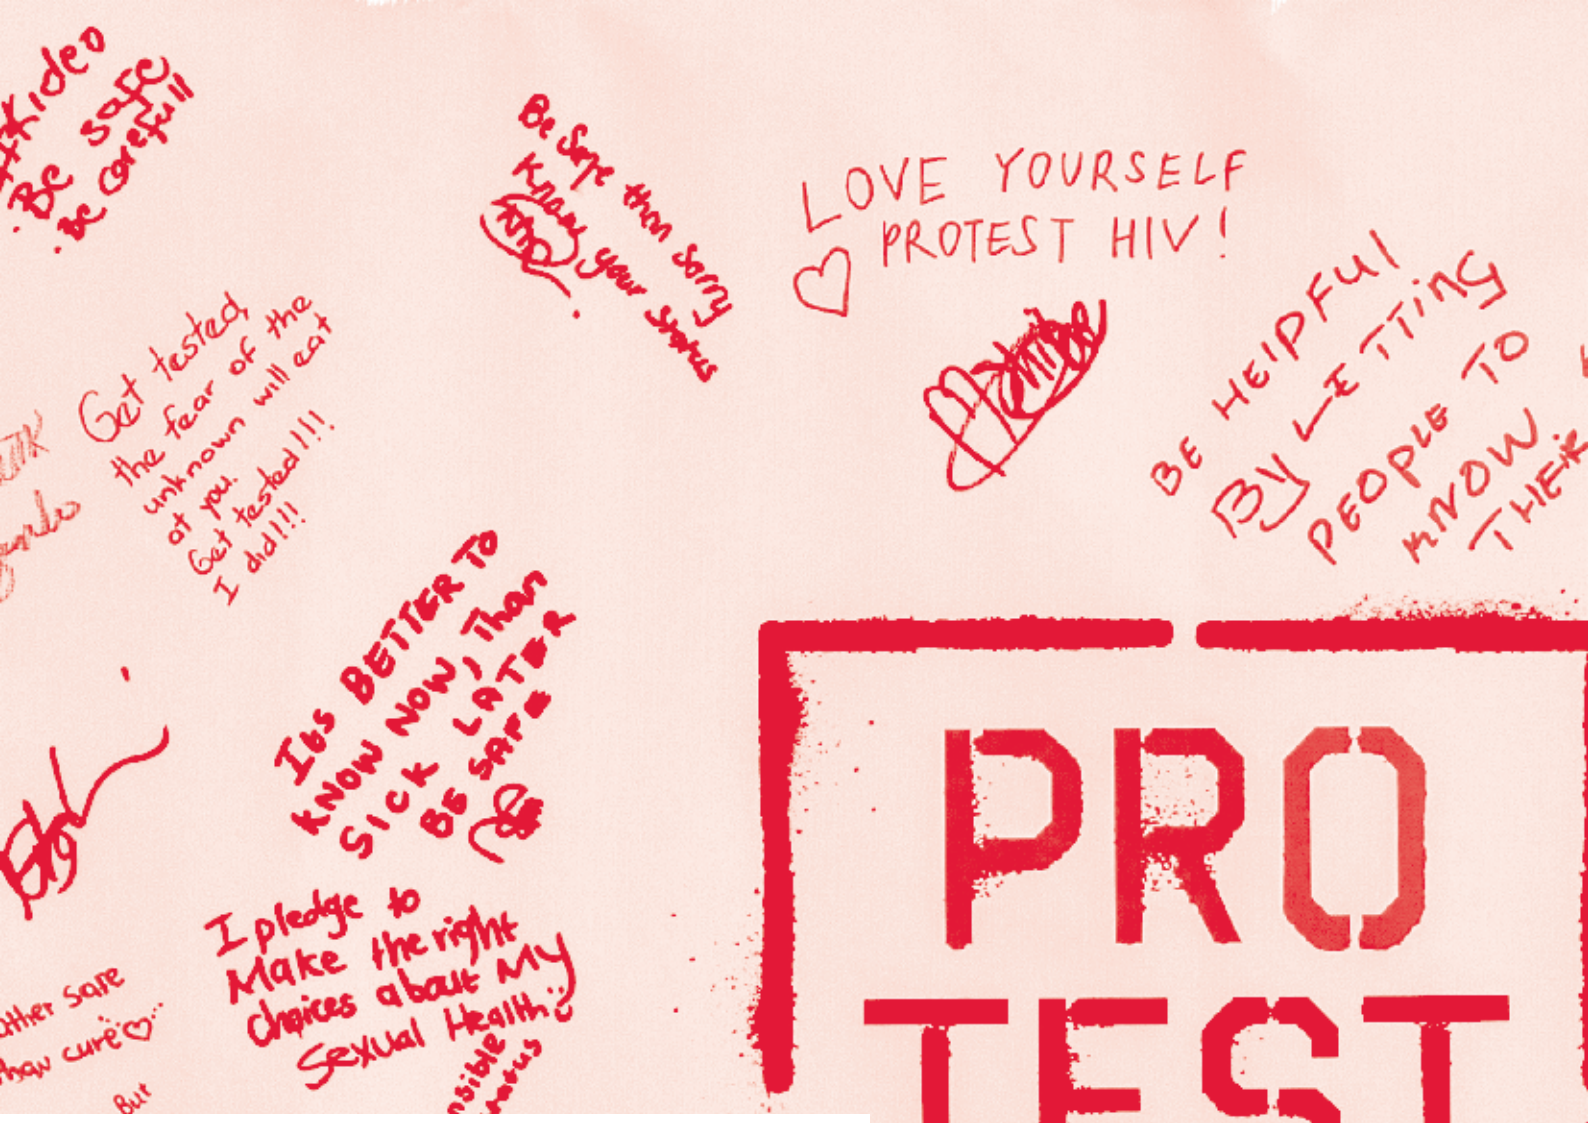 Be safe
Be carefull
Be Safe than Sorry
Know your status
LOVE YOURSELF
PROTEST HIV!
BE HElPFUl
By LETTiNG
PEOPLE TO
KNOW
THEIR
Get tested,
the fear of the
unknown will eat
at you.
Get tested!!!
I did!!!
Its BETTER TO
KNOW NOW, Than
SICK LATER
BE SAFE
I pledge to
Make the right
choices about My
Sexual Health
safe
than cure
But
PRO
TEST